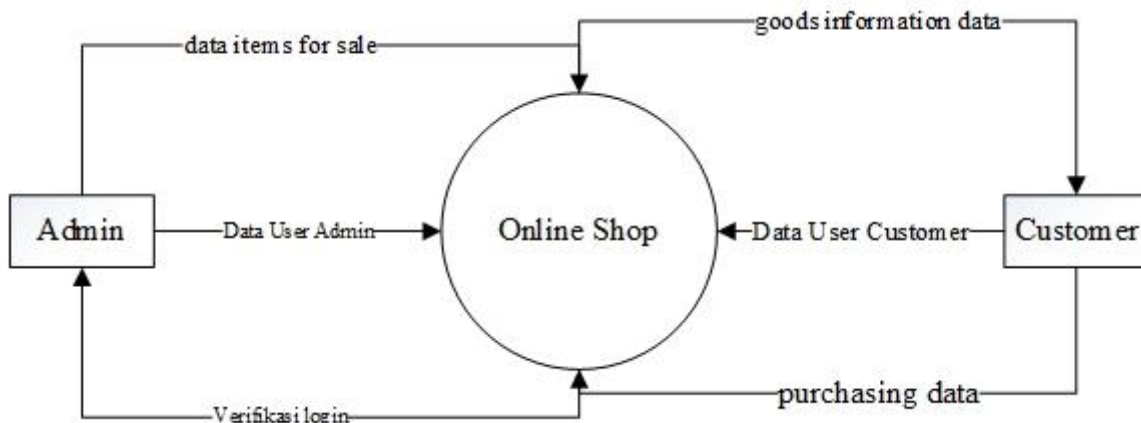 goods information data
data items for sale
Admin
Data User Admin
Online Shop
Data User Customer
Customer
purchasing data
Verifikasi login